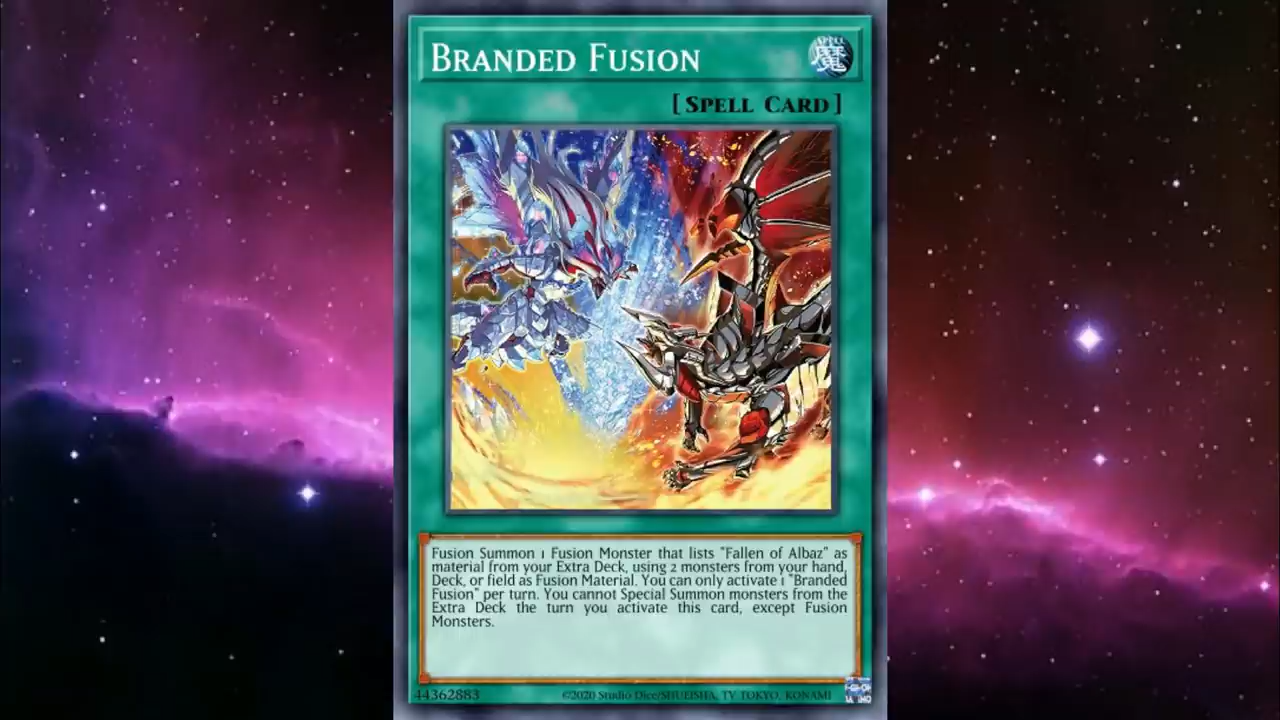 BRANDED FUSION
SPELL
魔
[SPELL CARD]
Fusion Summon 1 Fusion Monster that lists "Fallen of Albaz" as
material from your Extra Deck, using 2 monsters from your hand,
Deck, or field as Fusion Material. You can only activate 1 "Branded
Fusion" per turn. You cannot Special Summon monsters from the
Extra Deck the turn you activate this card, except Fusion
Monsters.
44362883
©2020 Studio Dice/SHUEISHA, TV TOKYO, KONAMI